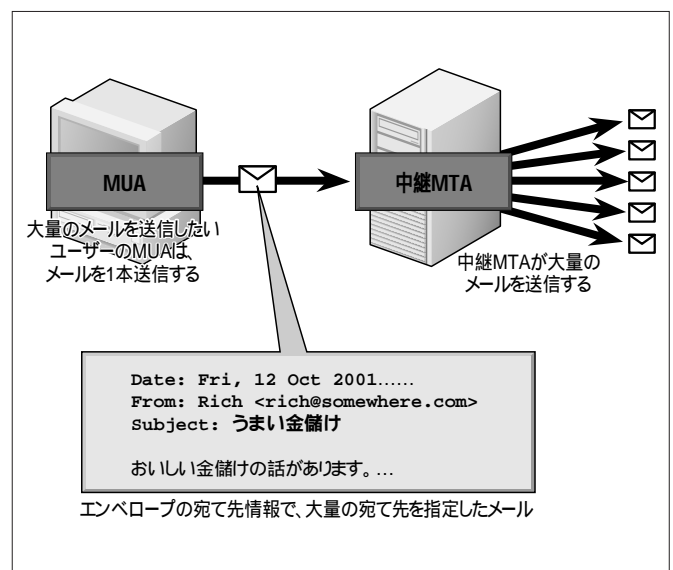 MUA
中継MTA
大量のメールを送信したい
ユーザーのMUAは、
メールを1本送信する
中継MTAが大量の
メールを送信する
Date: Fri, 12 Oct 2001……
From: Rich <rich@somewhere.com>
Subject: うまい金儲け
おいしい金儲けの話があります。…
エンベロープの宛て先情報で、大量の宛て先を指定したメール